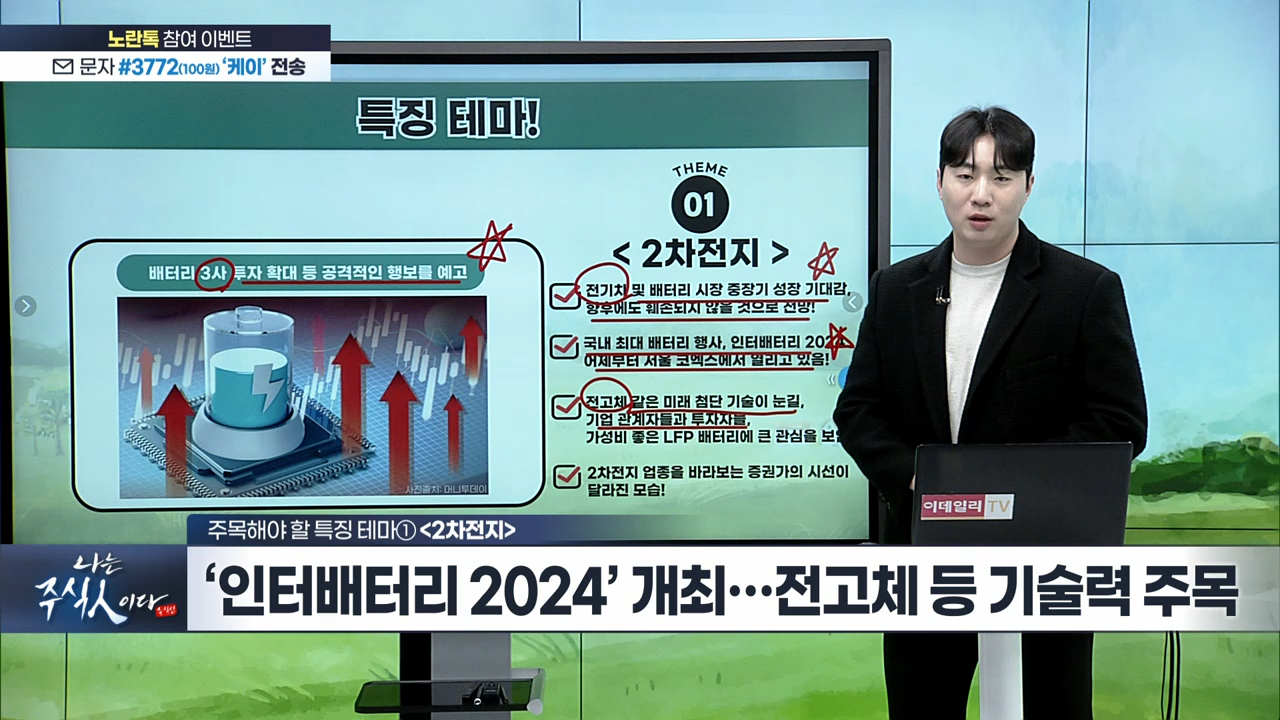 노란톡 참여 이벤트
문자 #3772(100원) ‘케이’ 전송
특징 테마!
THEME
01
< 2차전지 >
배터리 3사 투자 확대 등 공격적인 행보를 예고
사진출처: 머니투데이
전기차 및 배터리 시장 중장기 성장 기대감,
향후에도 훼손되지 않을 것으로 전망!
국내 최대 배터리 행사, 인터배터리 2024
어제부터 서울 코엑스에서 열리고 있음!
전고체 같은 미래 첨단 기술이 눈길,
기업 관계자들과 투자자들,
가성비 좋은 LFP 배터리에 큰 관심을
2차전지 업종을 바라보는 증권가의 시선이
달라진 모습!
이데일리 TV
주목해야 할 특징 테마① <2차전지>
나는
주식人이다
‘인터배터리 2024’ 개최…전고체 등 기술력 주목